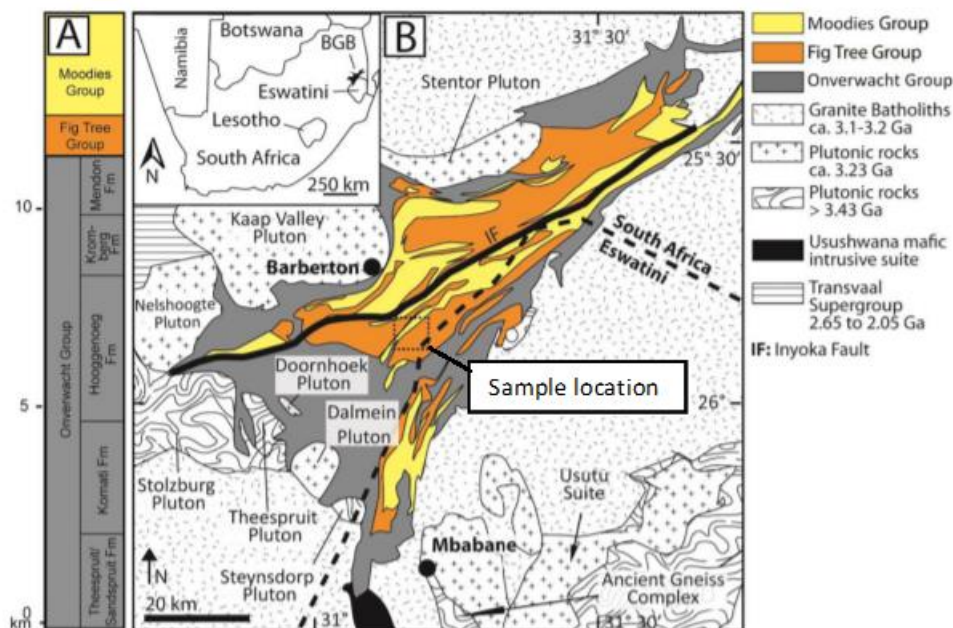 A
Moodies
Group
Fig Tree
Group
Mendon
Fm
Krom-
berg
Fm
Hooggenoeg
Fm
Komati Fm
Theespruit/
Sandspruit Fm
Onverwacht Group
10
5
0
km
Namibia
Botswana
BGB
Eswatini
Lesotho
South Africa
N
250 km
B
31° 30'
Stentor Pluton
25° 30'
Kaap Valley
Pluton
IF
South Africa
Eswatini
Barberton
Nelshoogte
Pluton
Doornhoek
Pluton
Sample location
26°
Dalmein
Pluton
Stolzburg
Pluton
Theespruit
Pluton
Usutu
Suite
Mbabane
N
Steynsdorp
Pluton
20 km
Ancient Gneiss
Complex
31°
31° 30'
Moodies Group
Fig Tree Group
Onverwacht Group
Granite Batholiths
ca. 3.1-3.2 Ga
Plutonic rocks
ca. 3.23 Ga
Plutonic rocks
> 3.43 Ga
Usushwana mafic
intrusive suite
Transvaal
Supergroup
2.65 to 2.05 Ga
IF: Inyoka Fault